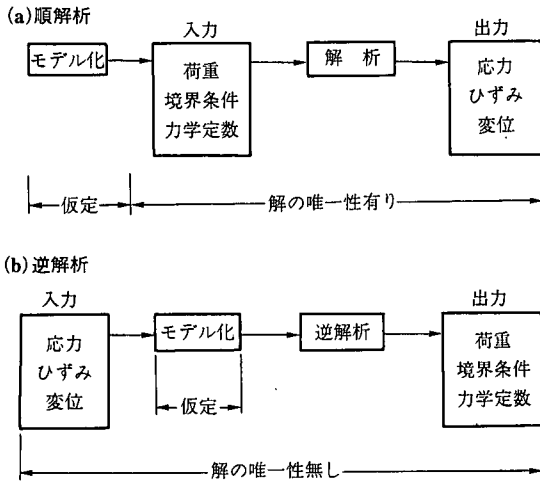 (a)順解析
モデル化
入力
荷重
境界条件
力学定数
解 析
出力
応力
ひずみ
変位
仮定
解の唯一性有り
(b)逆解析
入力
応力
ひずみ
変位
モデル化
仮定
逆解析
出力
荷重
境界条件
力学定数
解の唯一性無し